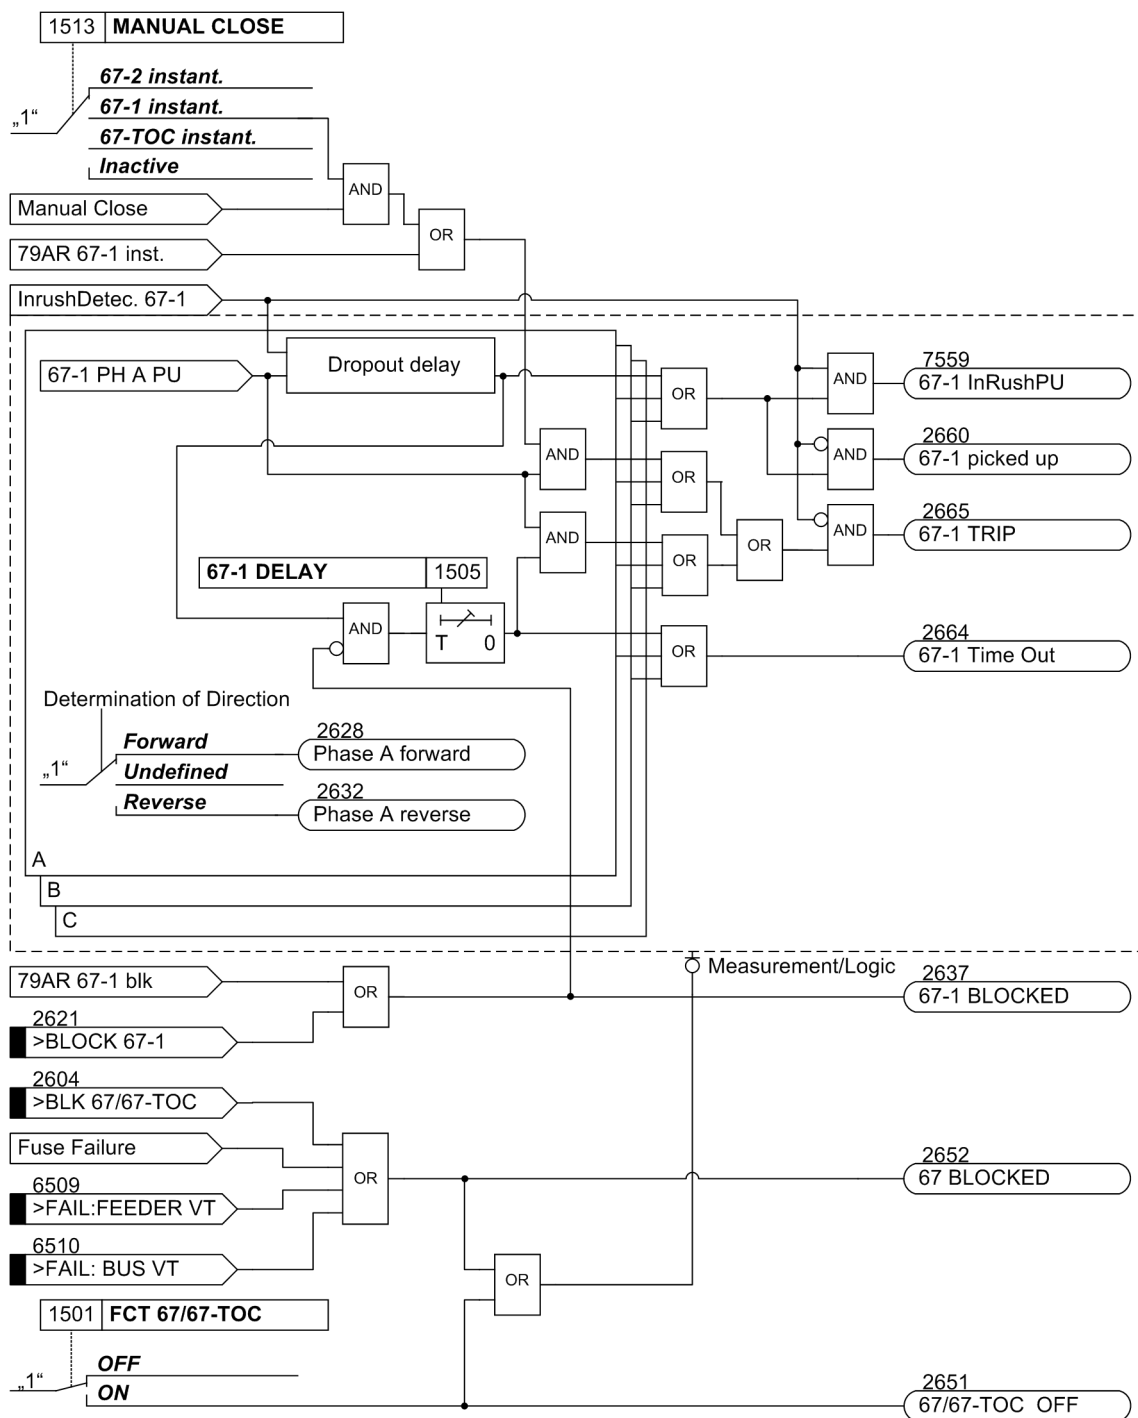 1513 MANUAL CLOSE
67-2 instant.
67-1 instant.
„1“
67-TOC instant.
Inactive
AND
Manual Close
OR
79AR 67-1 inst.
InrushDetec. 67-1
67-1 PH A PU
Dropout delay
OR
AND
7559
67-1 InRushPU
AND
OR
AND
2660
67-1 picked up
AND
OR
OR
AND
2665
67-1 TRIP
67-1 DELAY 1505
AND
T 0
OR
2664
67-1 Time Out
Determination of Direction
Forward
2628
Phase A forward
„1“
Undefined
Reverse
2632
Phase A reverse
A
B
C
Measurement/Logic
79AR 67-1 blk
OR
2637
67-1 BLOCKED
2621
>BLOCK 67-1
2604
>BLK 67/67-TOC
Fuse Failure
OR
2652
67 BLOCKED
6509
>FAIL:FEEDER VT
6510
>FAIL: BUS VT
OR
1501 FCT 67/67-TOC
OFF
„1“
ON
2651
67/67-TOC OFF